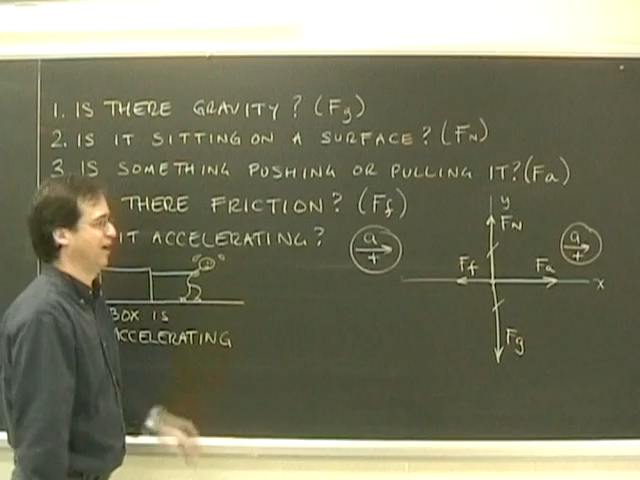 1. IS THERE GRAVITY? (Fg)
2. IS IT SITTING ON A SURFACE? (FN)
3. IS SOMETHING PUSHING OR PULLING IT? (Fa)
THERE FRICTION? (Ff)
IT ACCELERATING?
a
+
BOX IS
ACCELERATING
y
FN
a
+
Ff
Fa
x
Fg